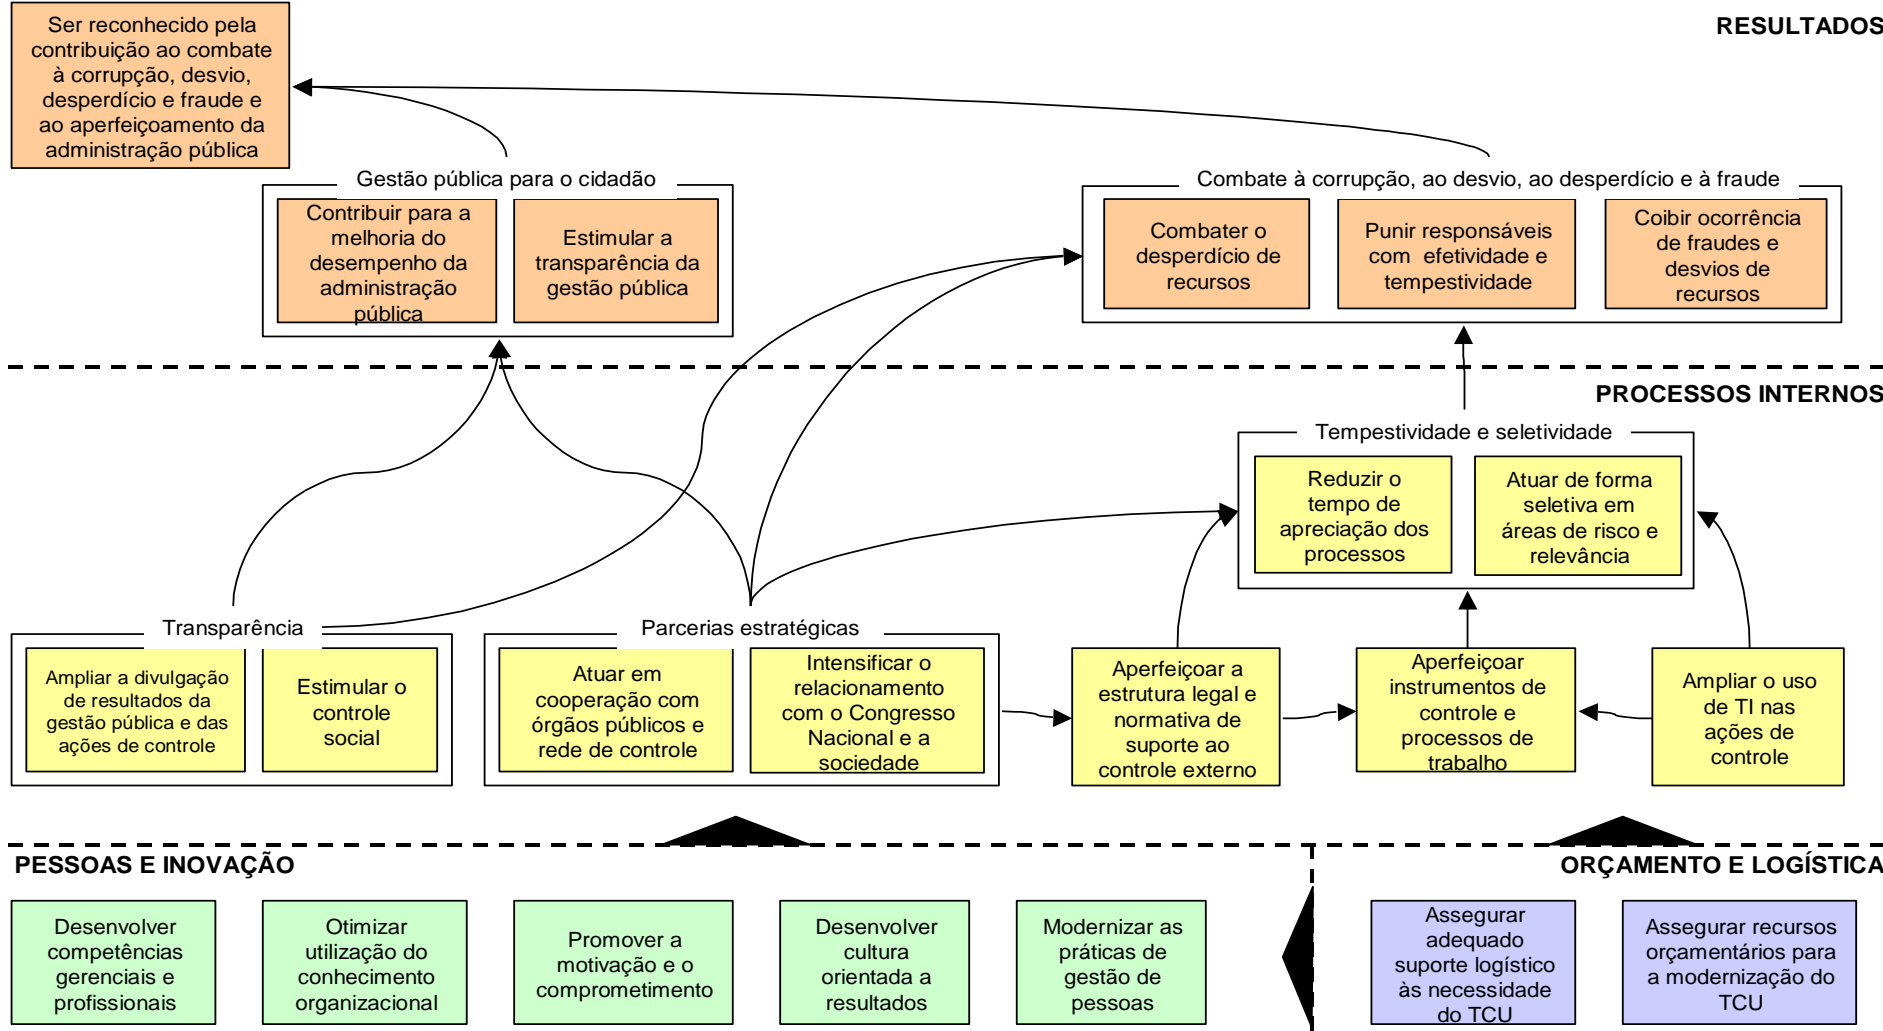 Ser reconhecido pela
contribuição ao combate
à corrupção, desvio,
desperdício e fraude e
ao aperfeiçoamento da
administração pública
RESULTADOS
Gestão pública para o cidadão
Contribuir para a
melhoria do
desempenho da
administração
pública
Estimular a
transparência da
gestão pública
Combate à corrupção, ao desvio, ao desperdício e à fraude
Combater o
desperdício de
recursos
Punir responsáveis
com efetividade e
tempestividade
Coibir ocorrência
de fraudes e
desvios de
recursos
PROCESSOS INTERNOS
Tempestividade e seletividade
Reduzir o
tempo de
apreciação dos
processos
Atuar de forma
seletiva em
áreas de risco e
relevância
Transparência
Ampliar a divulgação
de resultados da
gestão pública e das
ações de controle
Estimular o
controle
social
Parcerias estratégicas
Atuar em
cooperação com
órgãos públicos e
rede de controle
Intensificar o
relacionamento
com o Congresso
Nacional e a
sociedade
Aperfeiçoar a
estrutura legal e
normativa de
suporte ao
controle externo
Aperfeiçoar
instrumentos de
controle e
processos de
trabalho
Ampliar o uso
de TI nas
ações de
controle
PESSOAS E INOVAÇÃO
Desenvolver
competências
gerenciais e
profissionais
Otimizar
utilização do
conhecimento
organizacional
Promover a
motivação e o
comprometimento
Desenvolver
cultura
orientada a
resultados
Modernizar as
práticas de
gestão de
pessoas
ORÇAMENTO E LOGÍSTICA
Assegurar
adequado
suporte logístico
às necessidade
do TCU
Assegurar recursos
orçamentários para
a modernização do
TCU